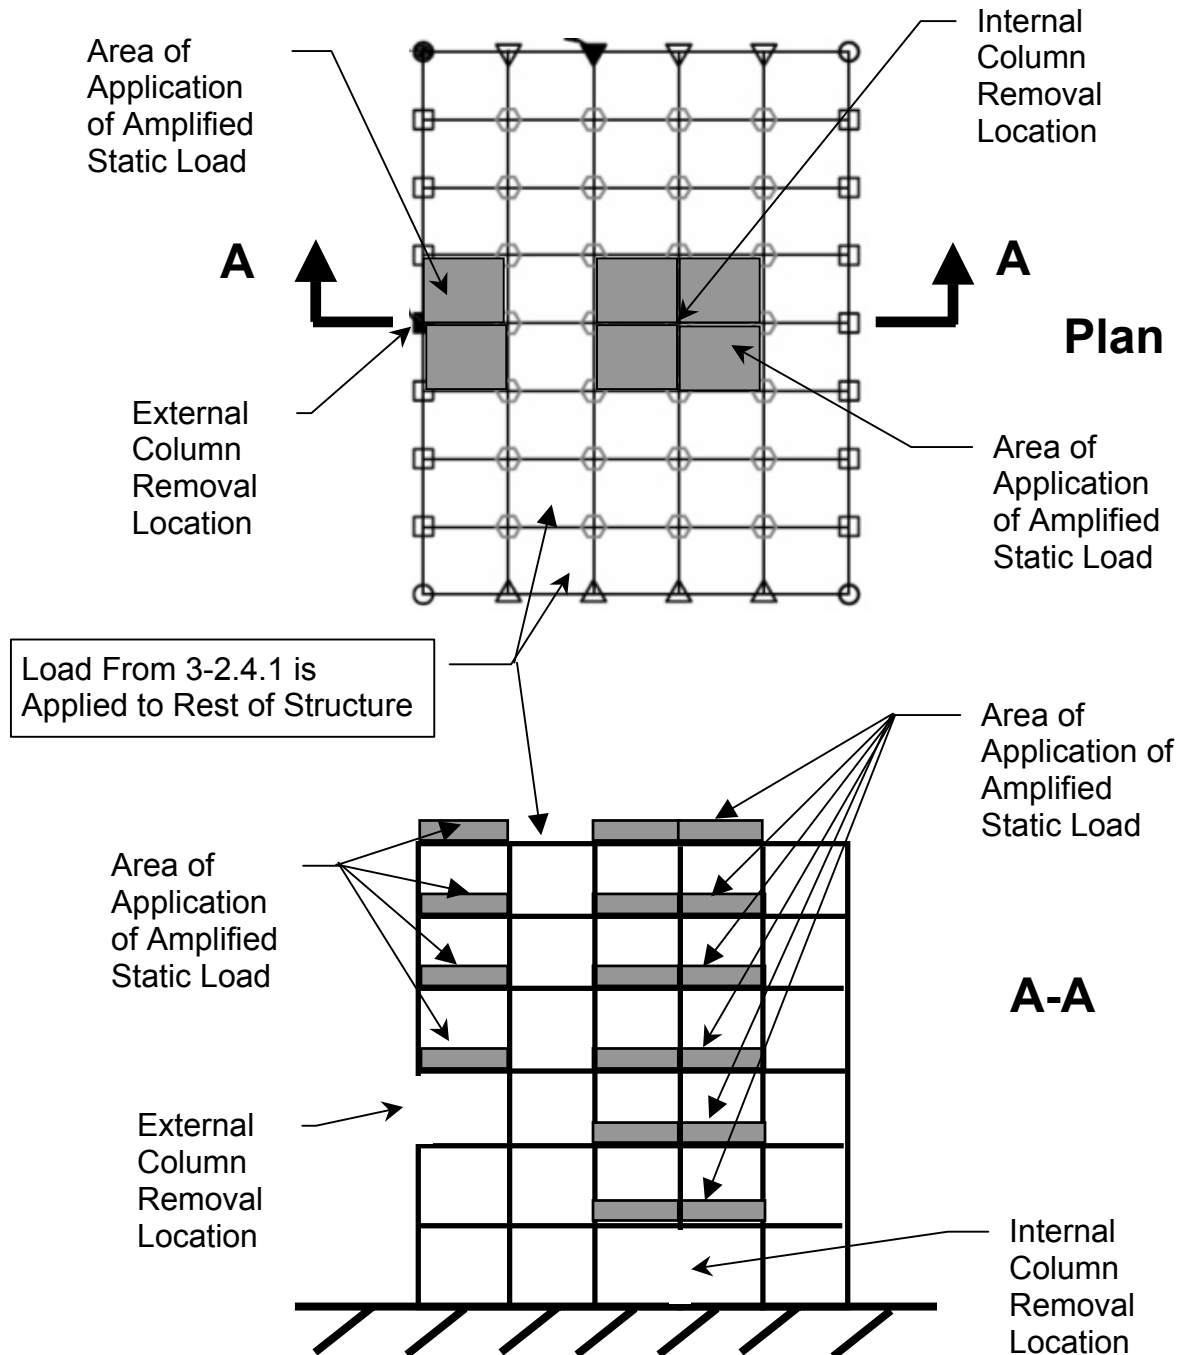 Area of
Application
of Amplified
Static Load
Internal
Column
Removal
Location
A
A
Plan
External
Column
Removal
Location
Area of
Application
of Amplified
Static Load
Load From 3-2.4.1 is
Applied to Rest of Structure
Area of
Application of
Amplified
Static Load
Area of
Application
of Amplified
Static Load
A-A
External
Column
Removal
Location
Internal
Column
Removal
Location